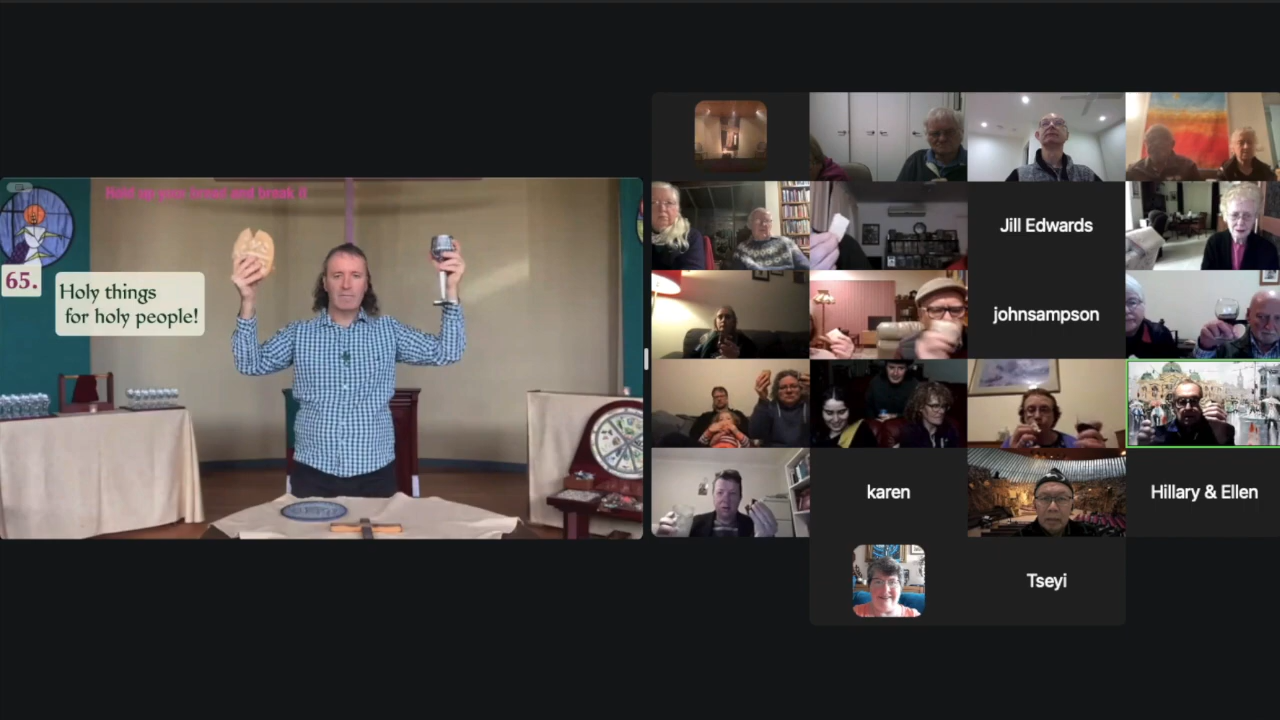 Hold up your bread and break it
65.
Holy things
for holy people!
Jill Edwards
johnsampson
karen
Hillary & Ellen
Tseyi